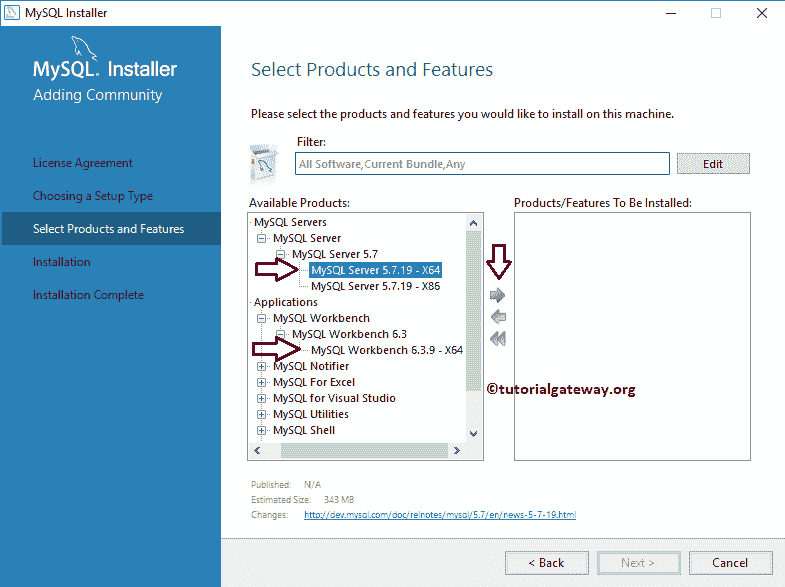 MySQL Installer
MySQL. Installer
Adding Community
License Agreement
Choosing a Setup Type
Select Products and Features
Installation
Installation Complete
Select Products and Features
Please select the products and features you would like to install on this machine.
Filter:
All Software,Current Bundle,Any
Edit
Available Products:
Products/Features To Be Installed:
MySQL Servers
MySQL Server
MySQL Server 5.7
MySQL Server 5.7.19 - X64
MySQL Server 5.7.19 - X86
Applications
MySQL Workbench
MySQL Workbench 6.3
MySQL Workbench 6.3.9 - X64
MySQL Notifier
MySQL For Excel
MySQL for Visual Studio
MySQL Utilities
MySQL Shell
©tutorialgateway.org
Published: N/A
Estimated Size: 343 MB
Changes: http://dev.mysql.com/doc/relnotes/mysql/5.7/en/news-5-7-19.html
< Back
Next >
Cancel